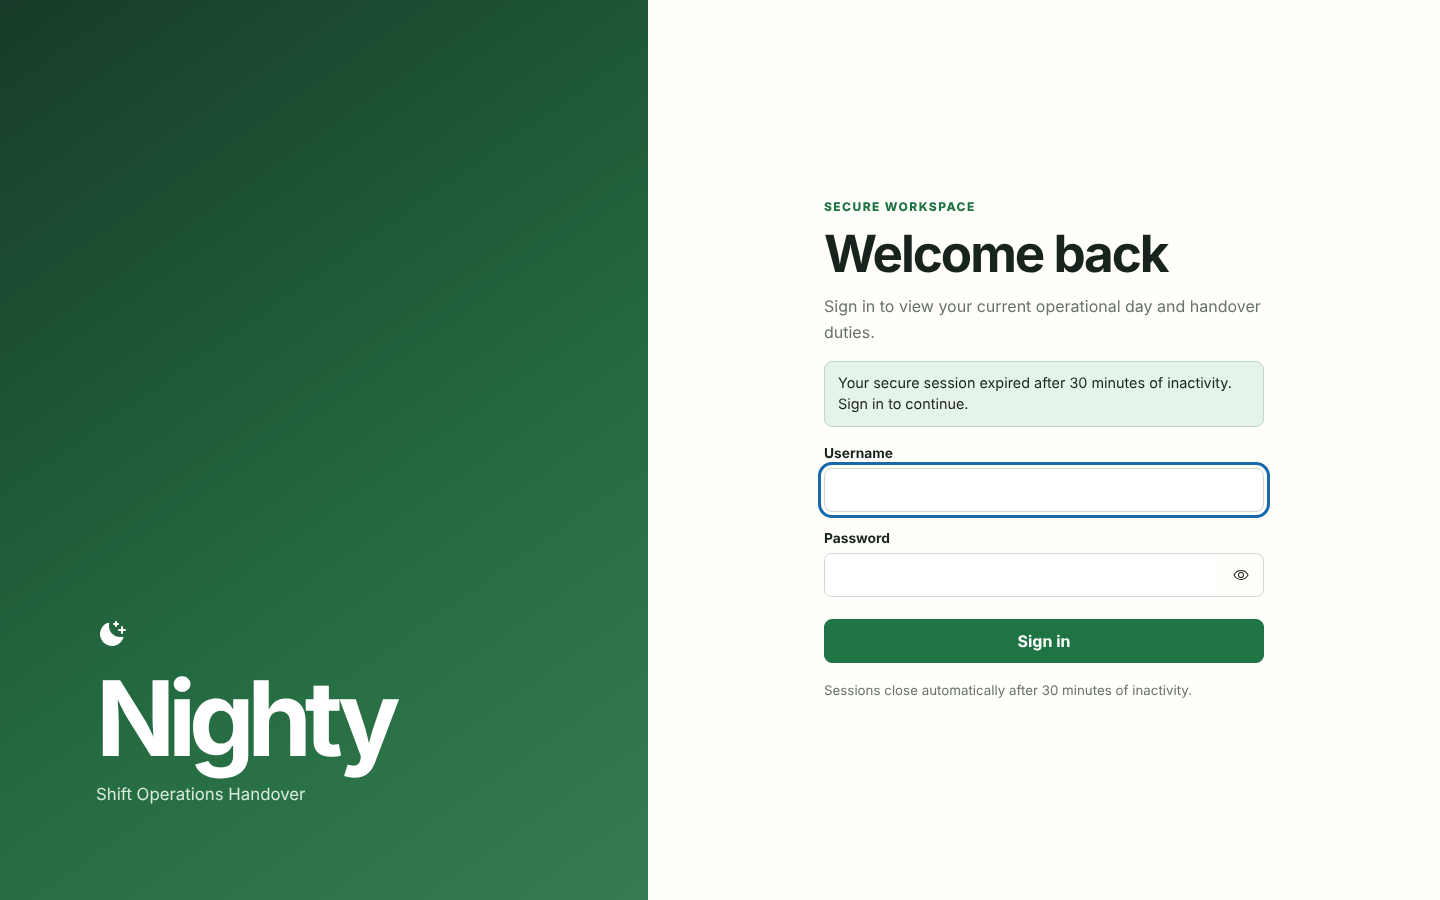 Nighty
Shift Operations Handover
SECURE WORKSPACE
Welcome back
Sign in to view your current operational day and handover
duties.
Your secure session expired after 30 minutes of inactivity.
Sign in to continue.
Username
Password
Sign in
Sessions close automatically after 30 minutes of inactivity.